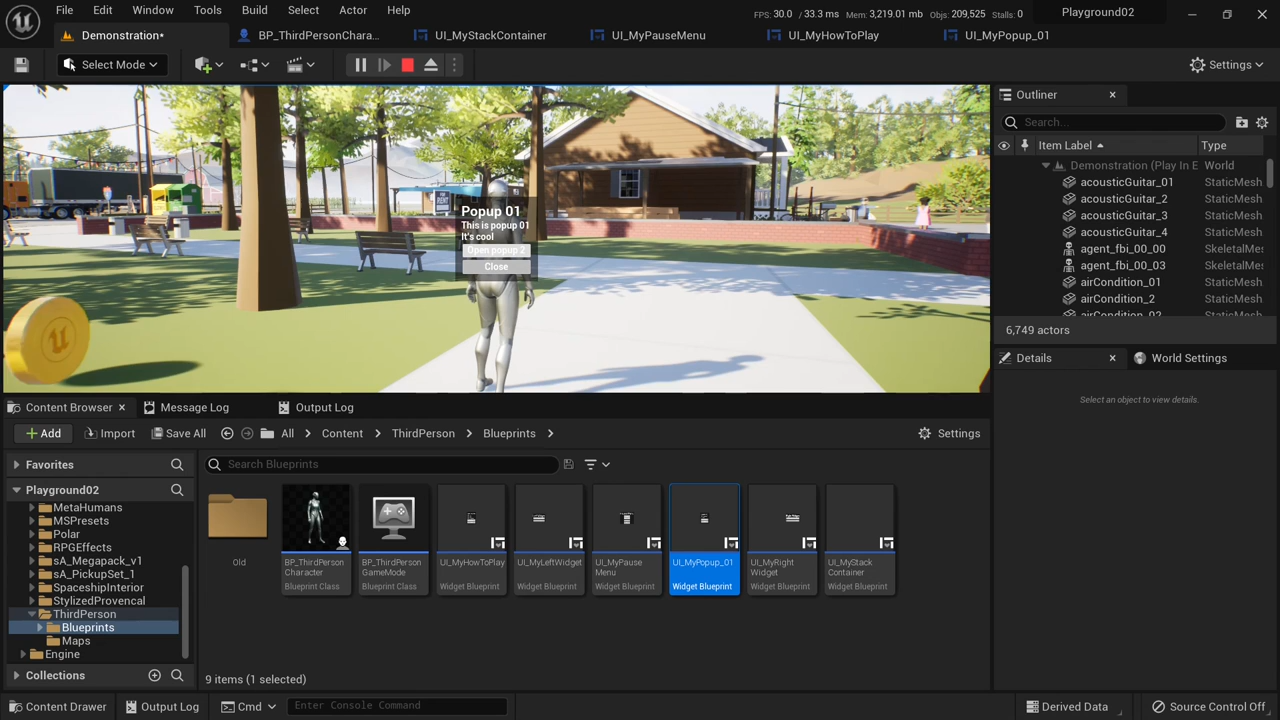 File Edit Window Tools Build Select Actor Help
FPS: 30.0 / 33.3 ms Mem: 3,219.01 mb Objs: 209,525 Stalls: 0
Playground02
Demonstration*
BP_ThirdPersonChara...
UI_MyStackContainer
UI_MyPauseMenu
UI_MyHowToPlay
UI_MyPopup_01
Select Mode
Settings
Popup 01
This is popup 01
It's cool
Open popup 2
Close
Outliner
Search...
Item Label Type
Demonstration (Play In E World
acousticGuitar_01 StaticMesh
acousticGuitar_2 StaticMesh
acousticGuitar_3 StaticMesh
acousticGuitar_4 StaticMesh
agent_fbi_00_00 SkeletalMes
agent_fbi_00_03 SkeletalMes
airCondition_01 StaticMesh
airCondition_2 StaticMesh
airCondition_02 StaticMesh
6,749 actors
Details
World Settings
Select an object to view details.
Content Browser
Message Log
Output Log
Add
Import
Save All
All
Content
ThirdPerson
Blueprints
Settings
Favorites
Playground02
MetaHumans
MSPresets
Polar
RPGEffects
sA_Megapack_v1
sA_PickupSet_1
SpaceshipInterior
StylizedProvencal
ThirdPerson
Blueprints
Maps
Engine
Collections
Search Blueprints
Old
BP_ThirdPerson
Character
Blueprint Class
BP_ThirdPerson
GameMode
Blueprint Class
UI_MyHowToPlay
Widget Blueprint
UI_MyLeftWidget
Widget Blueprint
UI_MyPause
Menu
Widget Blueprint
UI_MyPopup_01
Widget Blueprint
UI_MyRight
Widget
Widget Blueprint
UI_MyStack
Container
Widget Blueprint
9 items (1 selected)
Content Drawer
Output Log
Cmd
Enter Console Command
Derived Data
Source Control Off